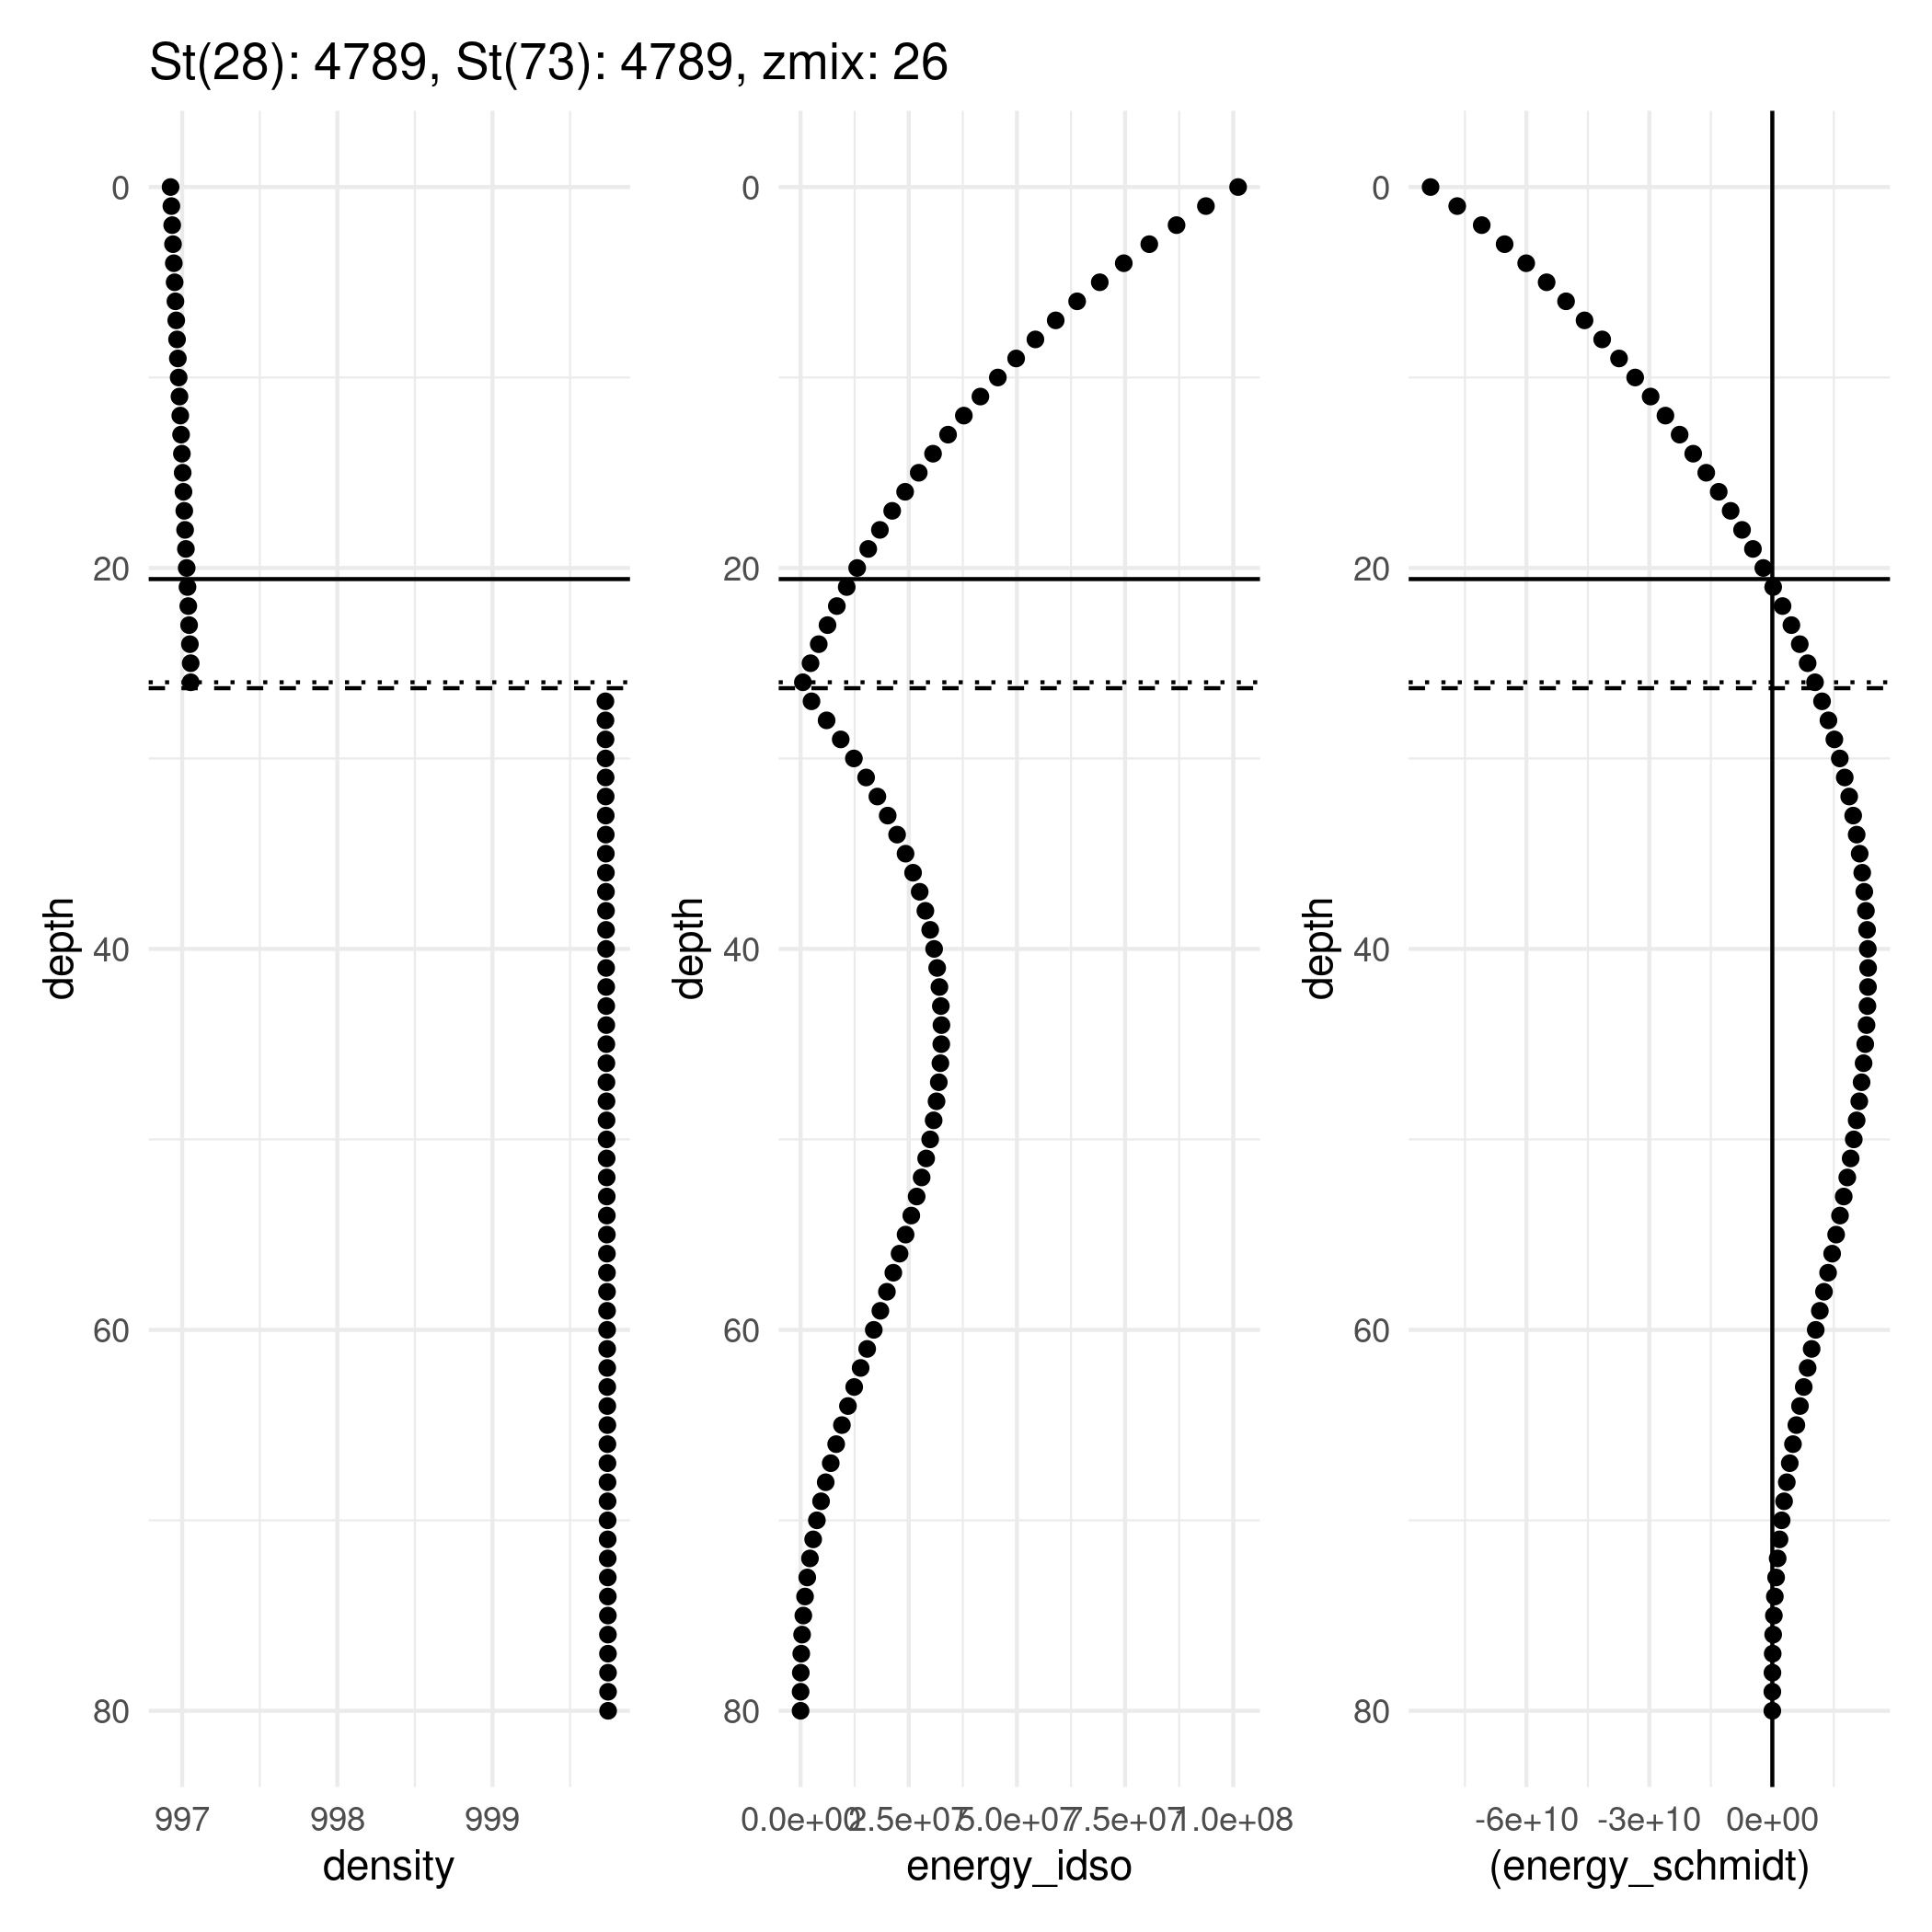 St(28): 4789, St(73): 4789, zmix: 26
0
20
40
60
80
depth
997
998
999
density
0
20
40
60
80
depth
0.0e+00
2.5e+07
5.0e+07
7.5e+07
1.0e+08
energy_idso
0
20
40
60
80
depth
-6e+10
-3e+10
0e+00
(energy_schmidt)